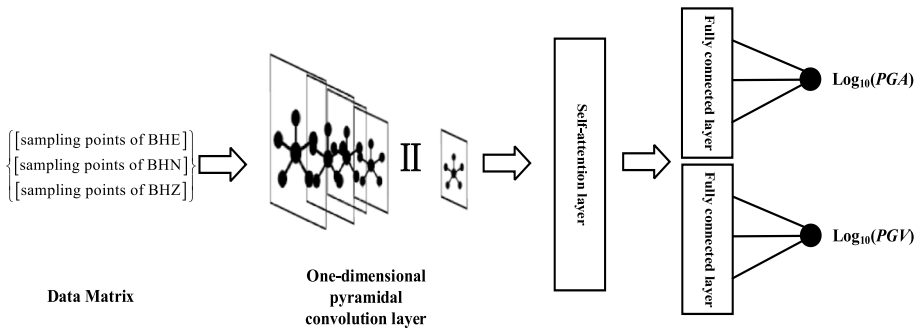 [sampling points of BHE]
[sampling points of BHN]
[sampling points of BHZ]
Data Matrix
One-dimensional
pyramidal
convolution layer
Self-attention layer
Fully connected layer
Log10(PGA)
Fully connected layer
Log10(PGV)